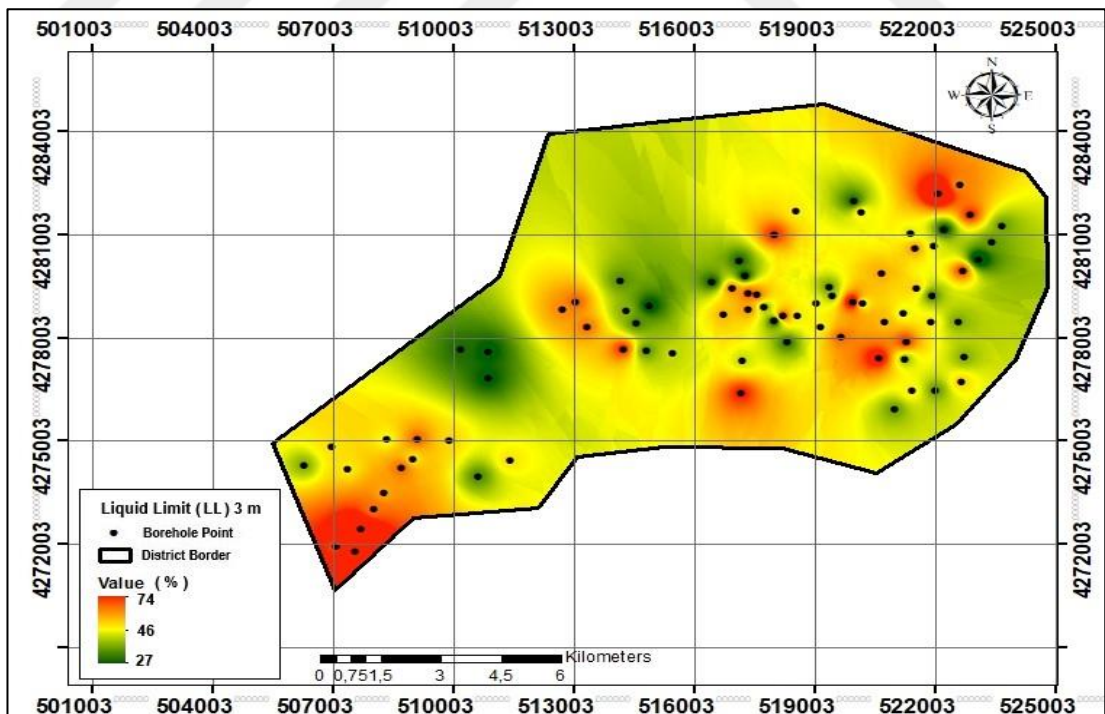 501003 504003 507003 510003 513003 516003 519003 522003 525003
N
W E
S
4284003 4284003
4281003 4281003
4278003 4278003
4275003 4275003
4272003 4272003
Liquid Limit (LL) 3 m
Borehole Point
District Border
Value (%)
74
46
27
Kilometers
0 0,75 1,5 3 4,5 6
501003 504003 507003 510003 513003 516003 519003 522003 525003